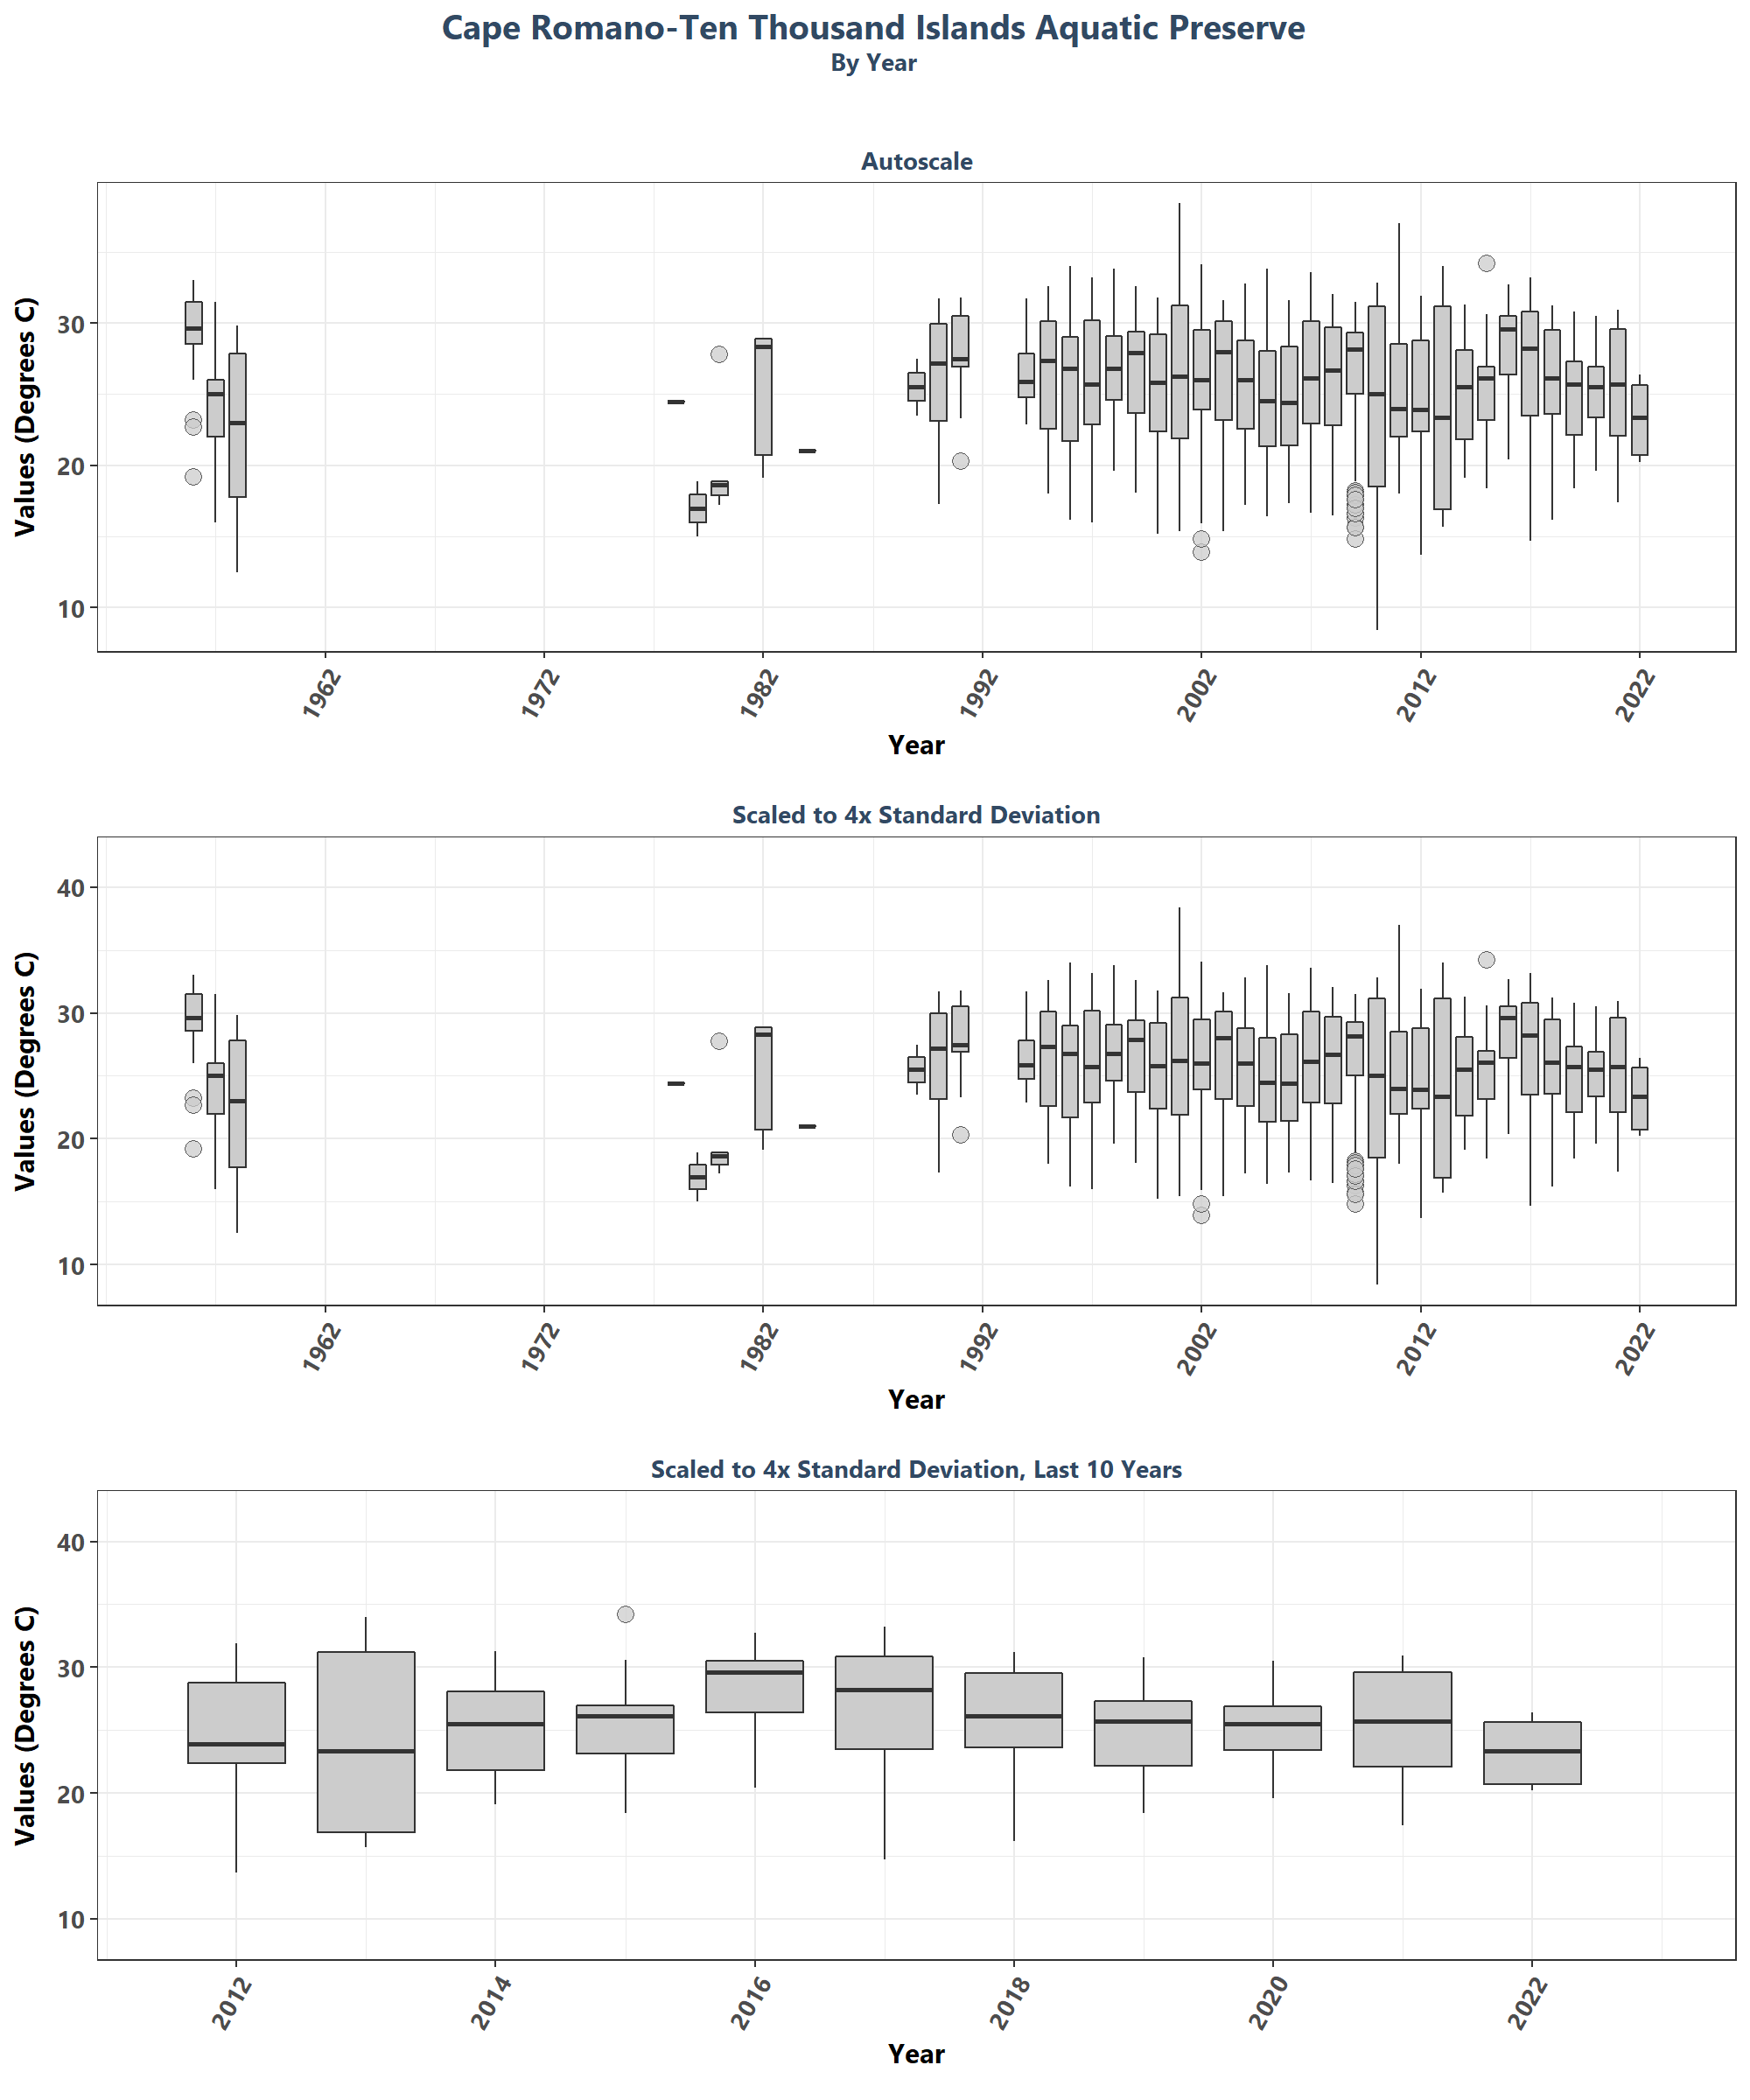 Cape Romano-Ten Thousand Islands Aquatic Preserve
By Year
Autoscale
Values (Degrees C)
30
20
10
1962
1972
1982
1992
2002
2012
2022
Year
Scaled to 4x Standard Deviation
Values (Degrees C)
40
30
20
10
1962
1972
1982
1992
2002
2012
2022
Year
Scaled to 4x Standard Deviation, Last 10 Years
Values (Degrees C)
40
30
20
10
2012
2014
2016
2018
2020
2022
Year